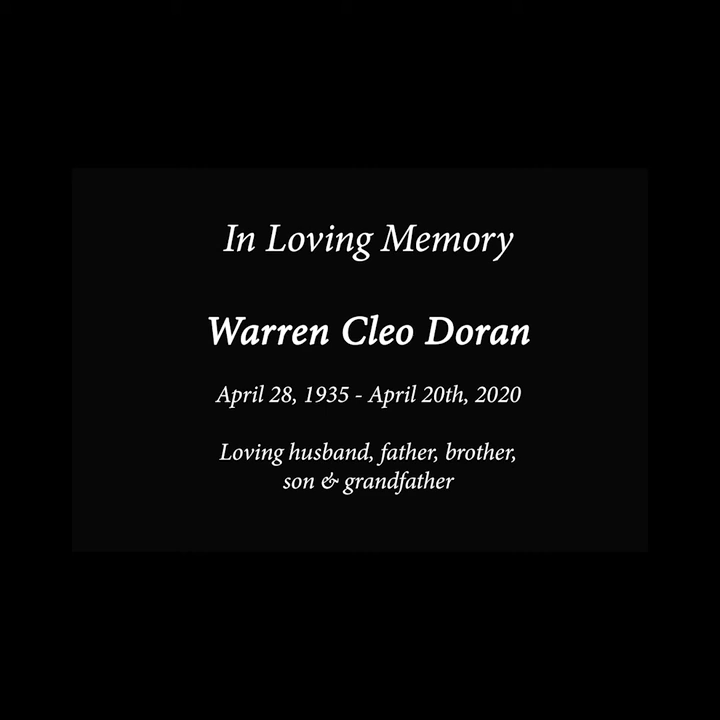 In Loving Memory
Warren Cleo Doran
April 28, 1935 - April 20th, 2020
Loving husband, father, brother,
son & grandfather